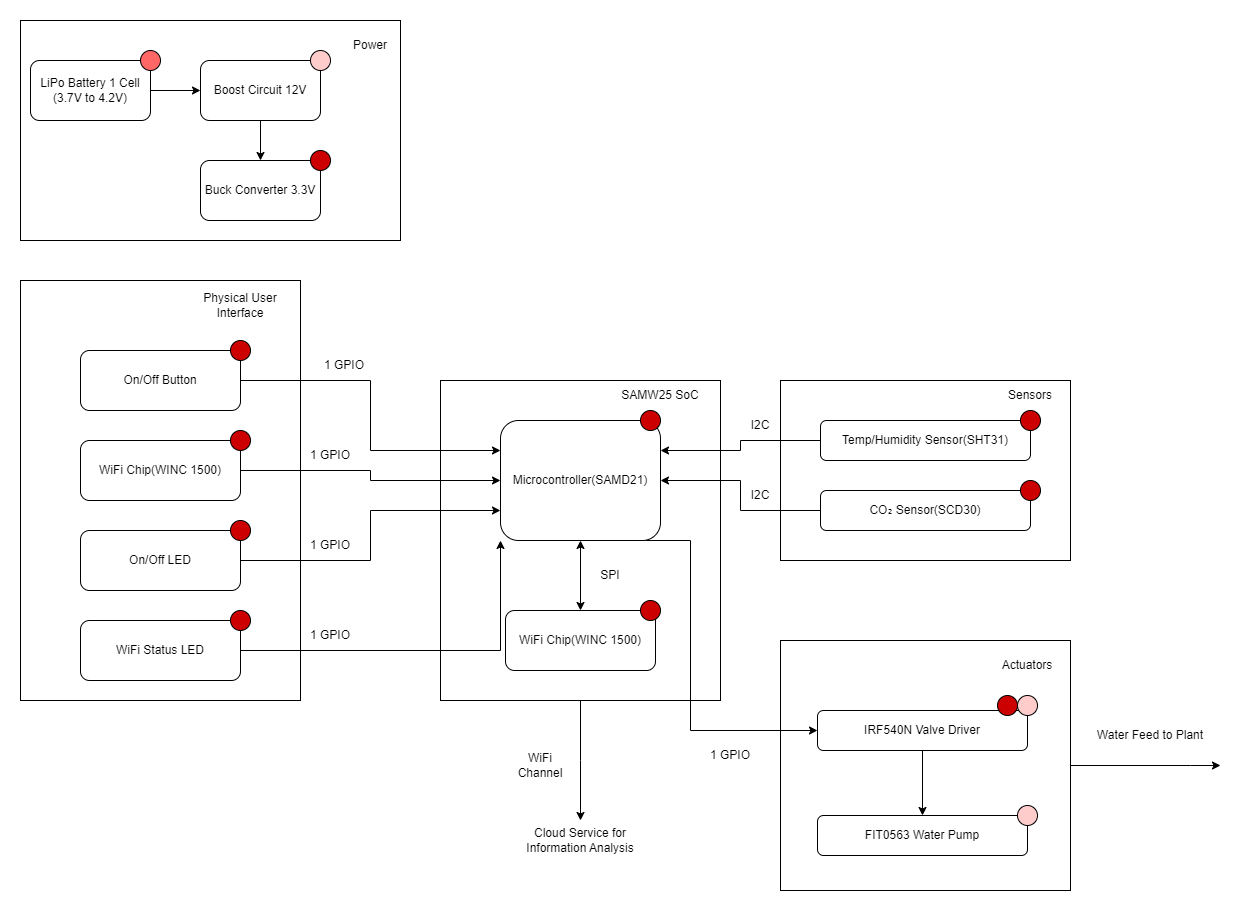 Power
LiPo Battery 1 Cell
(3.7V to 4.2V)
Boost Circuit 12V
Buck Converter 3.3V
Physical User
Interface
On/Off Button
1 GPIO
WiFi Chip(WINC 1500)
1 GPIO
On/Off LED
1 GPIO
WiFi Status LED
1 GPIO
SAMW25 SoC
Microcontroller(SAMD21)
SPI
WiFi Chip(WINC 1500)
WiFi
Channel
Cloud Service for
Information Analysis
Sensors
I2C
Temp/Humidity Sensor(SHT31)
I2C
CO₂ Sensor(SCD30)
Actuators
1 GPIO
IRF540N Valve Driver
FIT0563 Water Pump
Water Feed to Plant